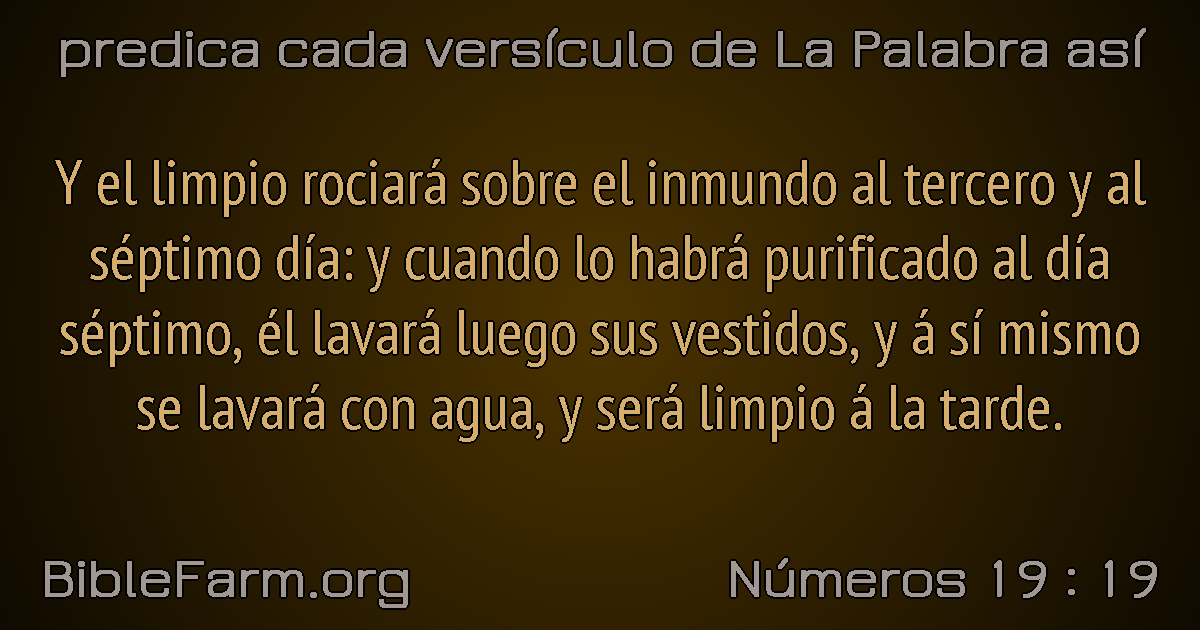 predica cada versículo de La Palabra así
Y el limpio rociará sobre el inmundo al tercero y al
séptimo día: y cuando lo habrá purificado al día
séptimo, él lavará luego sus vestidos, y á sí mismo
se lavará con agua, y será limpio á la tarde.
BibleFarm.org
Números 19 : 19